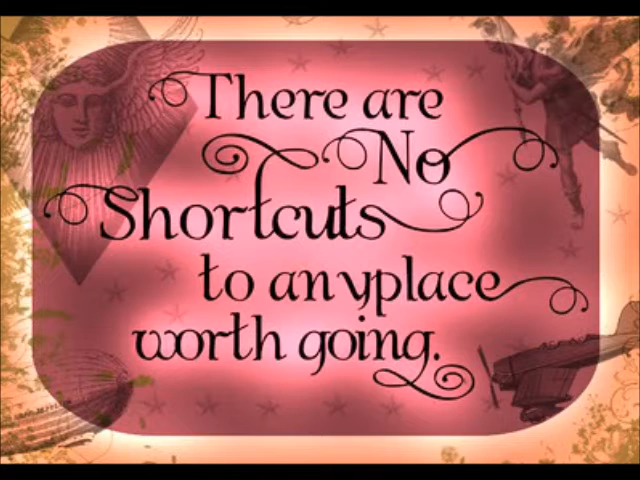 There are
No
Shortcuts
to anyplace
worth going.